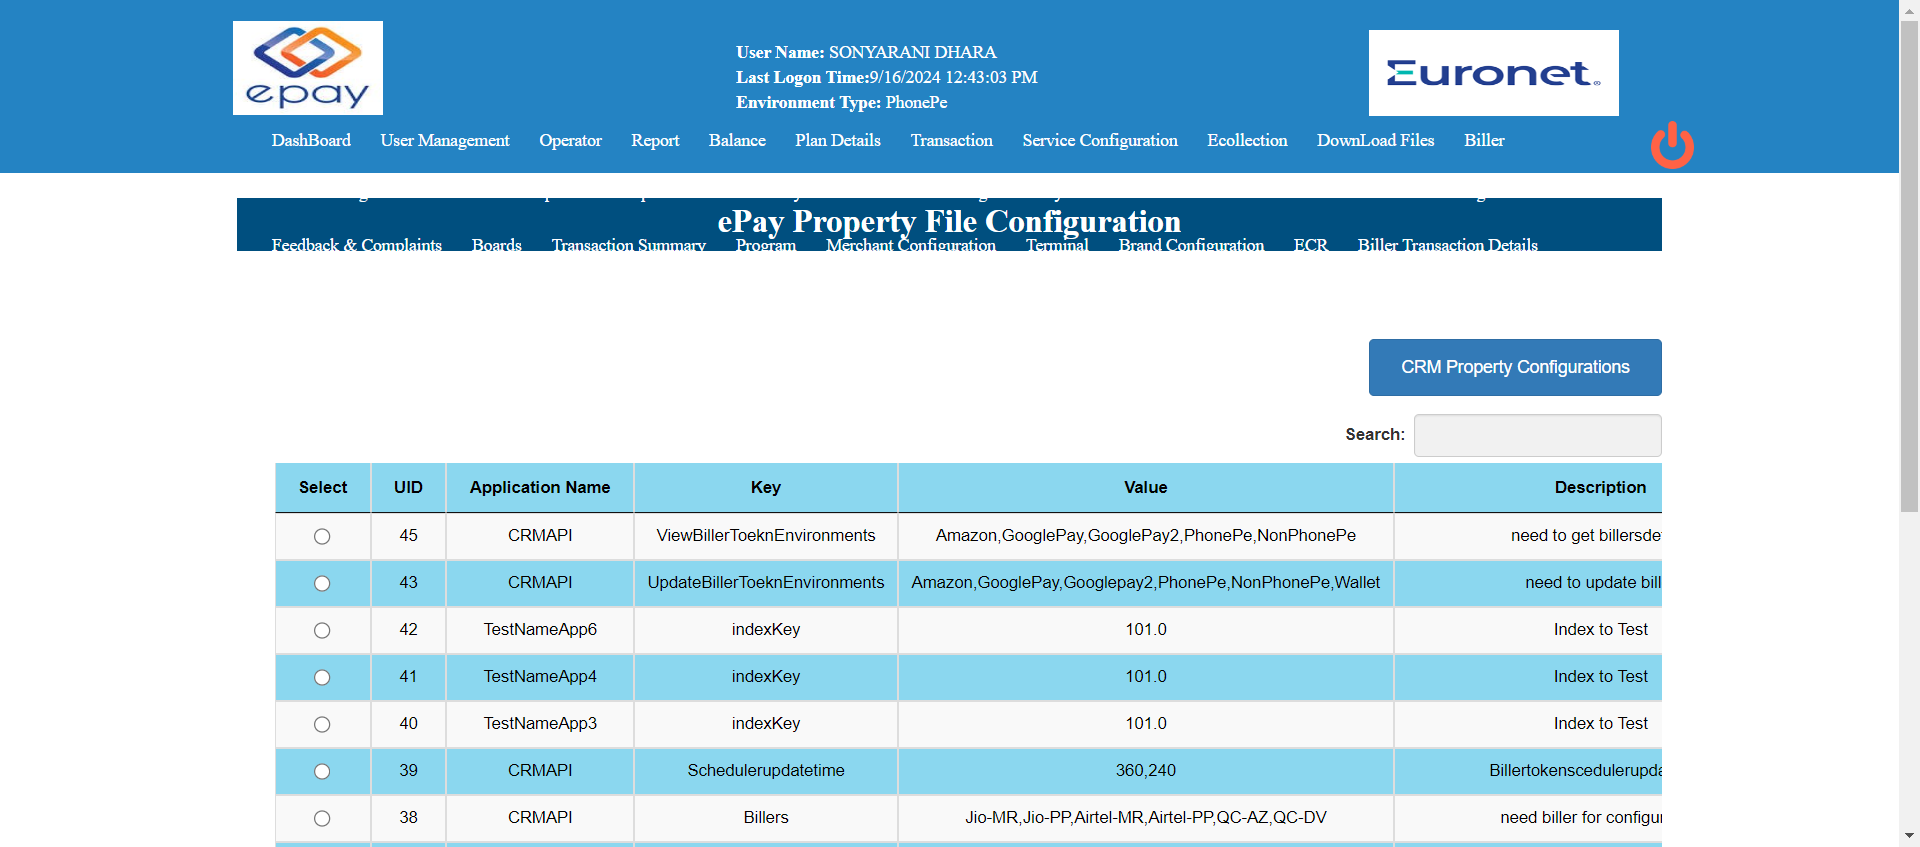 epay
User Name: SONYARANI DHARA
Last Logon Time:9/16/2024 12:43:03 PM
Environment Type: PhonePe
Euronet
DashBoard User Management Operator Report Balance Plan Details Transaction Service Configuration Ecollection DownLoad Files Biller
ePay Property File Configuration
Feedback & Complaints Boards Transaction Summary Program Merchant Configuration Terminal Brand Configuration ECR Biller Transaction Details
CRM Property Configurations
Search:
Select UID Application Name Key Value Description
45 CRMAPI ViewBillerToeknEnvironments Amazon,GooglePay,GooglePay2,PhonePe,NonPhonePe need to get billersde
43 CRMAPI UpdateBillerToeknEnvironments Amazon,GooglePay,Googlepay2,PhonePe,NonPhonePe,Wallet need to update bill
42 TestNameApp6 indexKey 101.0 Index to Test
41 TestNameApp4 indexKey 101.0 Index to Test
40 TestNameApp3 indexKey 101.0 Index to Test
39 CRMAPI Schedulerupdatetime 360,240 Billertokenscedulerupda
38 CRMAPI Billers Jio-MR,Jio-PP,Airtel-MR,Airtel-PP,QC-AZ,QC-DV need biller for configur